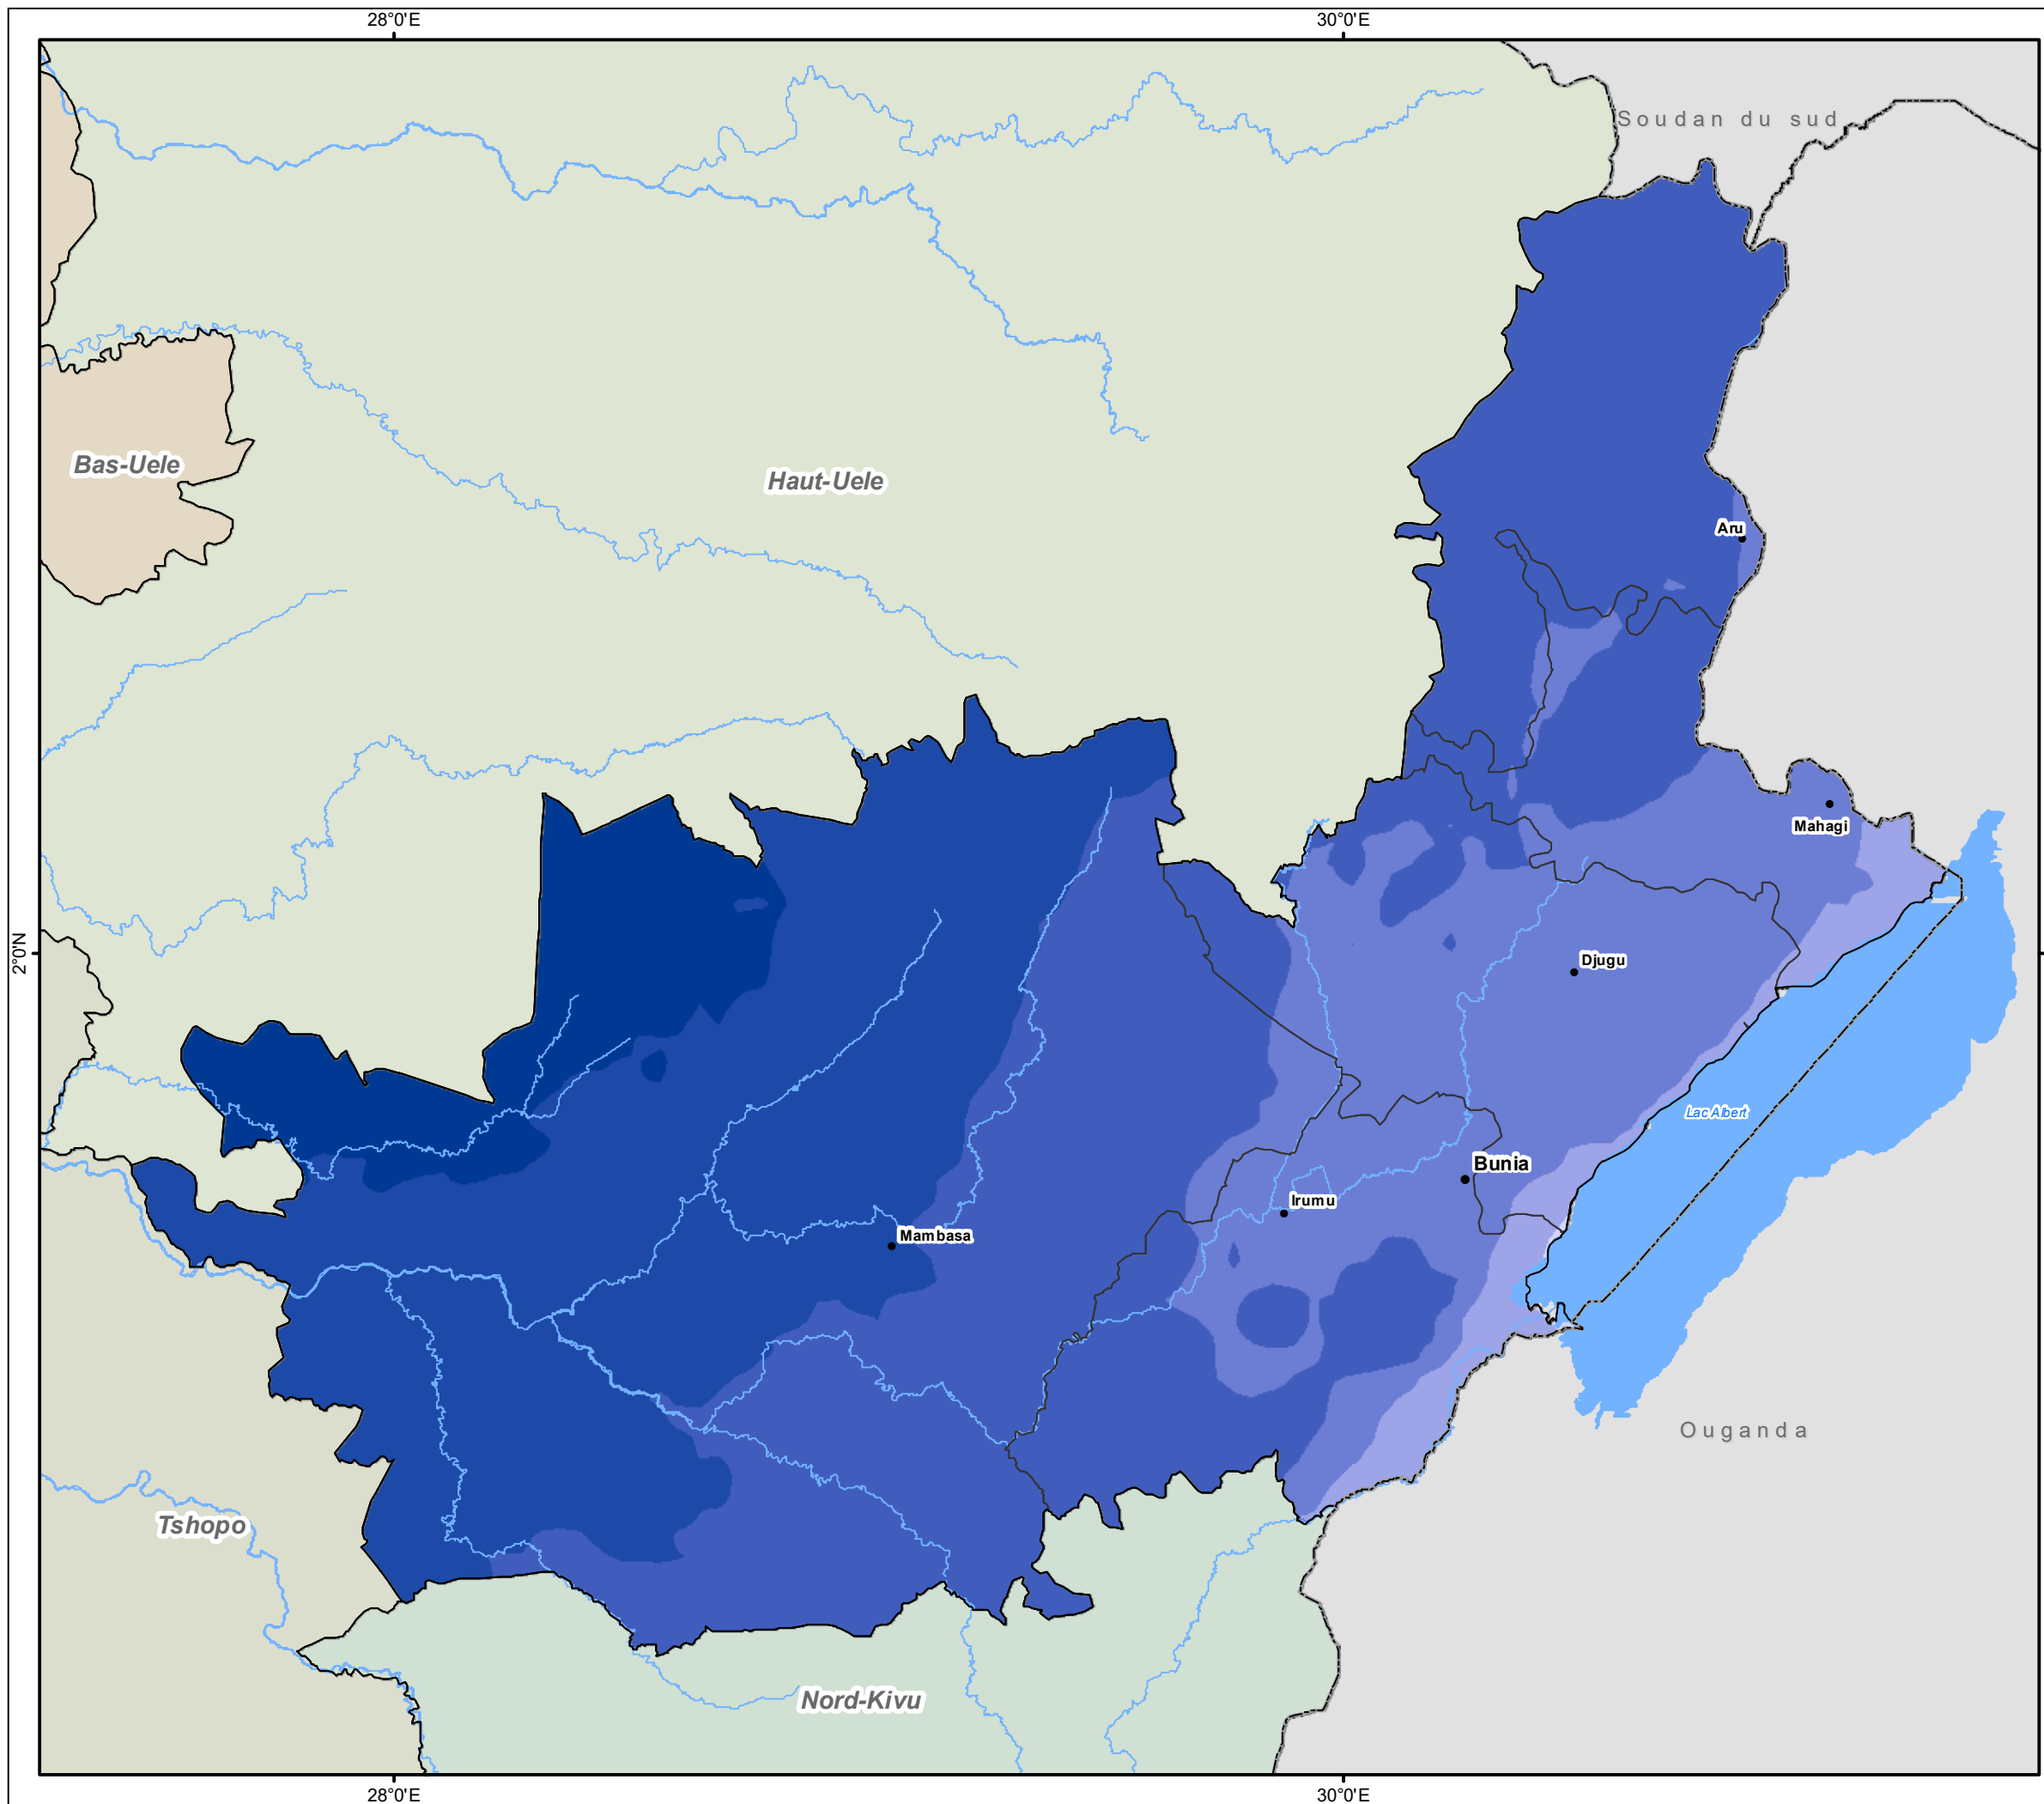 28°0'E
30°0'E
Soudan du sud
Bas-Uele
Haut-Uele
Aru
Mahagi
2°0'N
Djugu
Lac Albert
Bunia
Irumu
Mambasa
Ouganda
Tshopo
Nord-Kivu
28°0'E
30°0'E